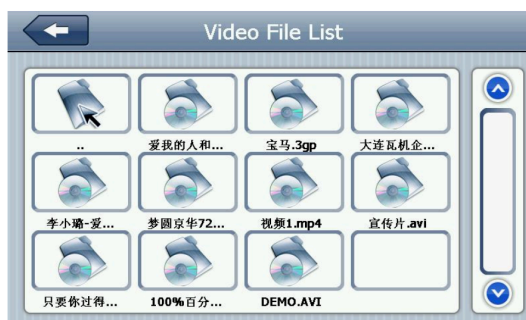 Video File List
..
爱我的人和...
宝马.3gp
大连瓦机企...
李小璐-爱...
梦圆京华72...
视频1.mp4
宣传片.avi
只要你过得...
100%百分...
DEMO.AVI